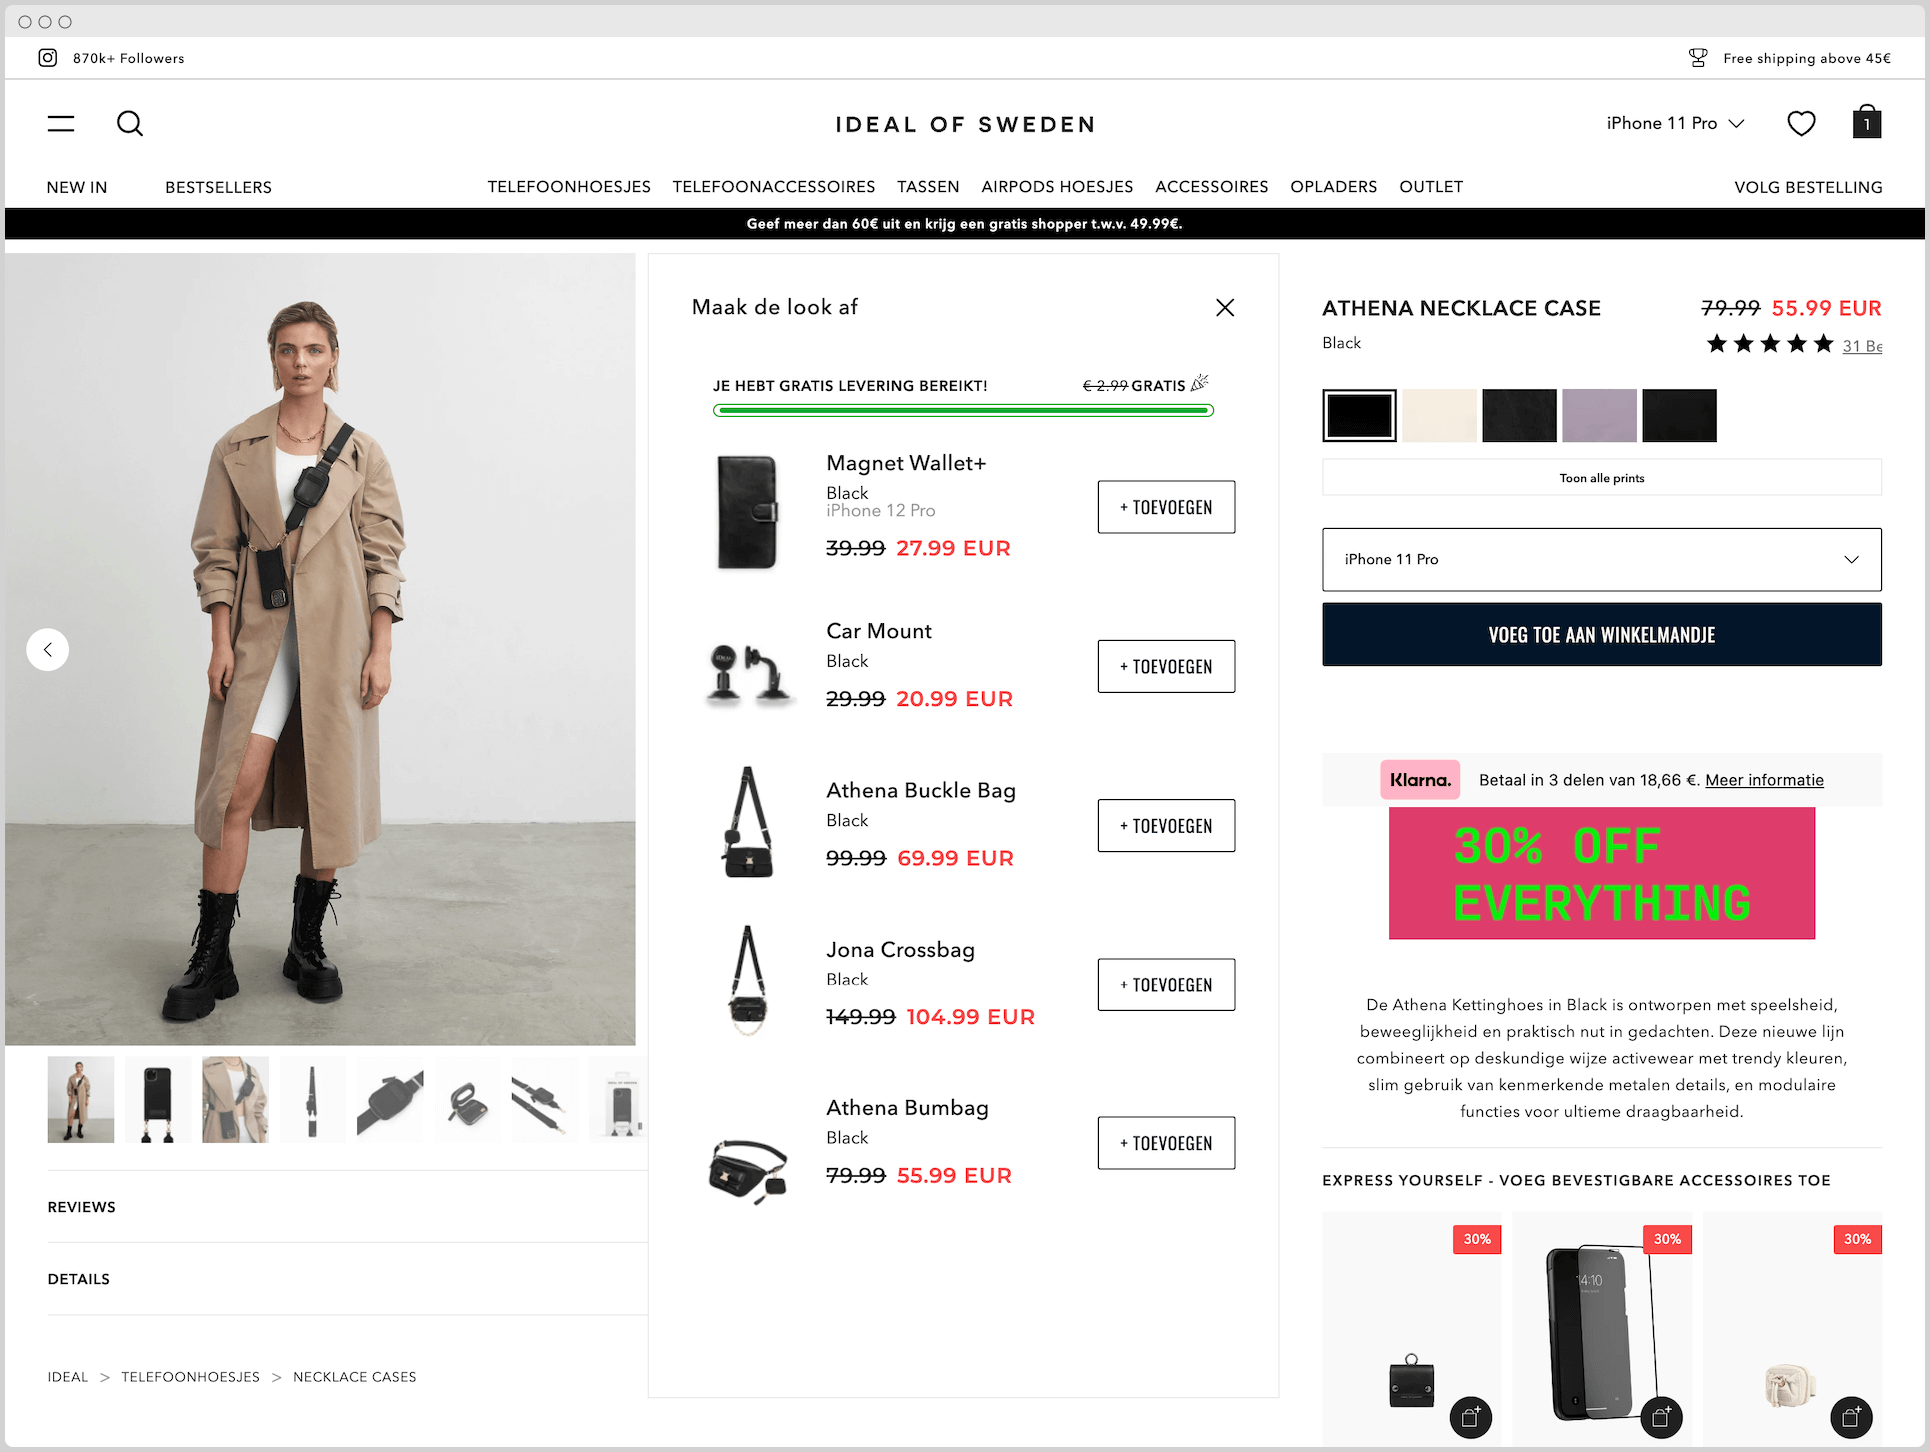 870k+ Followers
Free shipping above 45€
IDEAL OF SWEDEN
iPhone 11 Pro
1
NEW IN
BESTSELLERS
TELEFOONHOESJES
TELEFOONACCESSOIRES
TASSEN
AIRPODS HOESJES
ACCESSOIRES
OPLADERS
OUTLET
VOLG BESTELLING
Geef meer dan 60€ uit en krijg een gratis shopper t.w.v. 49.99€.
Maak de look af
JE HEBT GRATIS LEVERING BEREIKT!
€ 2.99 GRATIS
Magnet Wallet+
Black
iPhone 12 Pro
39.99 27.99 EUR
+ TOEVOEGEN
Car Mount
Black
29.99 20.99 EUR
+ TOEVOEGEN
Athena Buckle Bag
Black
99.99 69.99 EUR
+ TOEVOEGEN
Jona Crossbag
Black
149.99 104.99 EUR
+ TOEVOEGEN
Athena Bumbag
Black
79.99 55.99 EUR
+ TOEVOEGEN
ATHENA NECKLACE CASE
79.99 55.99 EUR
Black
31 Be
Toon alle prints
iPhone 11 Pro
VOEG TOE AAN WINKELMANDJE
Klarna.
Betaal in 3 delen van 18,66 €. Meer informatie
30% OFF
EVERYTHING
De Athena Kettinghoes in Black is ontworpen met speelsheid,
beweeglijkheid en praktisch nut in gedachten. Deze nieuwe lijn
combineert op deskundige wijze activewear met trendy kleuren,
slim gebruik van kenmerkende metalen details, en modulaire
functies voor ultieme draagbaarheid.
EXPRESS YOURSELF - VOEG BEVESTIGBARE ACCESSOIRES TOE
30%
30%
30%
14:10
REVIEWS
DETAILS
IDEAL > TELEFOONHOESJES > NECKLACE CASES